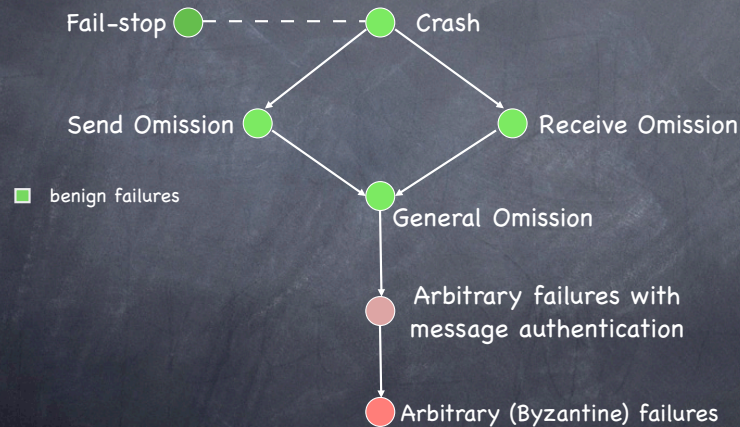 Fail-stop
Crash
Send Omission
Receive Omission
benign failures
General Omission
Arbitrary failures with
message authentication
Arbitrary (Byzantine) failures